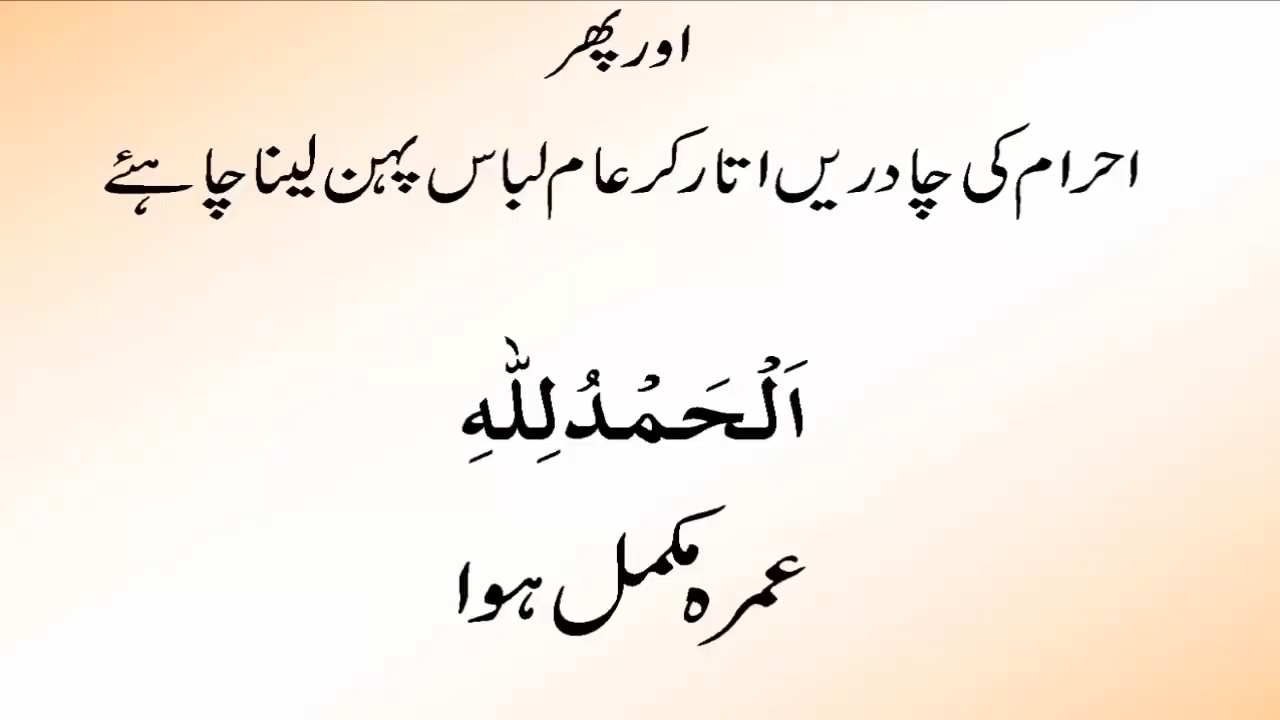 اور پھر
احرام کی چادریں اتار کر عام لباس پہن لینا چاہئے
اَلْحَمْدُ لِلّٰهِ
عمرہ مکمل ہوا